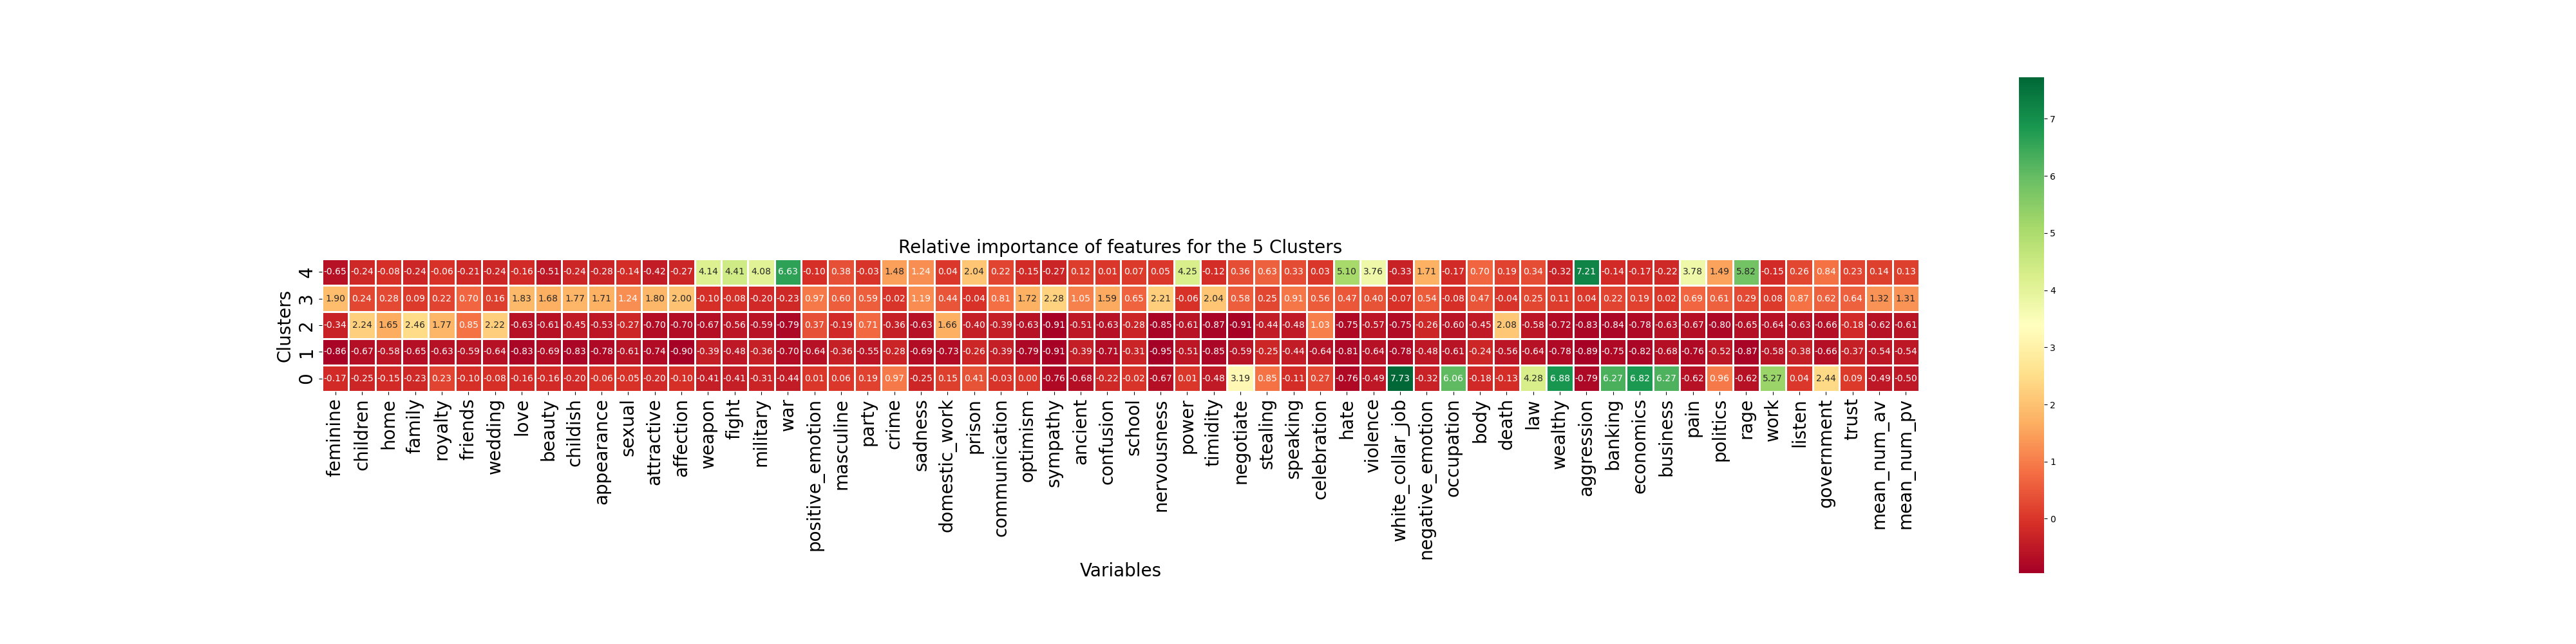 Relative importance of features for the 5 Clusters
Clusters
4 -0.65 -0.24 -0.08 -0.24 -0.06 -0.21 -0.24 -0.16 -0.51 -0.24 -0.28 -0.14 -0.42 -0.27 4.14 4.41 4.08 6.63 -0.10 0.38 -0.03 1.48 1.24 0.04 2.04 0.22 -0.15 -0.27 0.12 0.01 0.07 0.05 4.25 -0.12 0.36 0.63 0.33 0.03 5.10 3.76 -0.33 1.71 -0.17 0.70 0.19 0.34 -0.32 7.21 -0.14 -0.17 -0.22 3.78 1.49 5.82 -0.15 0.26 0.84 0.23 0.14 0.13
3 1.90 0.24 0.28 0.09 0.22 0.70 0.16 1.83 1.68 1.77 1.71 1.24 1.80 2.00 -0.10 -0.08 -0.20 -0.23 0.97 0.60 0.59 -0.02 1.19 0.44 -0.04 0.81 1.72 2.28 1.05 1.59 0.65 2.21 -0.06 2.04 0.58 0.25 0.91 0.56 0.47 0.40 -0.07 0.54 -0.08 0.47 -0.04 0.25 0.11 0.04 0.22 0.19 0.02 0.69 0.61 0.29 0.08 0.87 0.62 0.64 1.32 1.31
2 -0.34 2.24 1.65 2.46 1.77 0.85 2.22 -0.63 -0.61 -0.45 -0.53 -0.27 -0.70 -0.70 -0.67 -0.56 -0.59 -0.79 0.37 -0.19 0.71 -0.36 -0.63 1.66 -0.40 -0.39 -0.63 -0.91 -0.51 -0.63 -0.28 -0.85 -0.61 -0.87 -0.91 -0.44 -0.48 1.03 -0.75 -0.57 -0.75 -0.26 -0.60 -0.45 2.08 -0.66 -0.72 -0.83 -0.84 -0.78 -0.63 -0.67 -0.80 -0.65 -0.64 -0.63 -0.66 -0.18 -0.62 -0.61
1 -0.86 -0.67 -0.58 -0.65 -0.63 -0.59 -0.64 -0.83 -0.69 -0.83 -0.78 -0.61 -0.74 -0.90 -0.39 -0.48 -0.36 -0.70 -0.64 -0.36 -0.55 -0.28 -0.69 -0.73 -0.26 -0.39 -0.79 -0.91 -0.39 -0.71 -0.31 -0.95 -0.51 -0.85 -0.59 -0.25 -0.44 -0.64 -0.81 -0.64 -0.78 -0.48 -0.61 -0.24 -0.56 -0.64 -0.78 -0.89 -0.75 -0.82 -0.68 -0.76 -0.52 -0.87 -0.58 -0.38 -0.66 -0.37 -0.54 -0.54
0 -0.17 -0.25 -0.15 -0.23 0.23 -0.10 -0.08 -0.16 -0.16 -0.20 -0.06 -0.05 -0.20 -0.10 -0.41 -0.41 -0.31 -0.44 0.01 0.06 0.19 0.97 -0.25 0.15 0.41 -0.03 0.00 -0.76 -0.68 -0.22 -0.02 -0.67 0.01 -0.48 3.19 0.85 -0.11 0.27 -0.76 -0.49 7.73 -0.32 6.06 -0.18 -0.13 4.28 6.88 -0.79 6.27 6.82 6.27 -0.62 0.96 -0.62 5.27 0.04 2.44 0.09 -0.49 -0.50
feminine
children
home
family
royalty
friends
wedding
love
beauty
childish
appearance
sexual
attractive
affection
weapon
fight
military
war
positive_emotion
masculine
party
crime
sadness
domestic_work
prison
communication
optimism
sympathy
ancient
confusion
school
nervousness
power
timidity
negotiate
stealing
speaking
celebration
hate
violence
white_collar_job
negative_emotion
occupation
body
death
law
wealthy
aggression
banking
economics
business
pain
politics
rage
work
listen
government
trust
mean_num_av
mean_num_pv
Variables
7
6
5
4
3
2
1
0